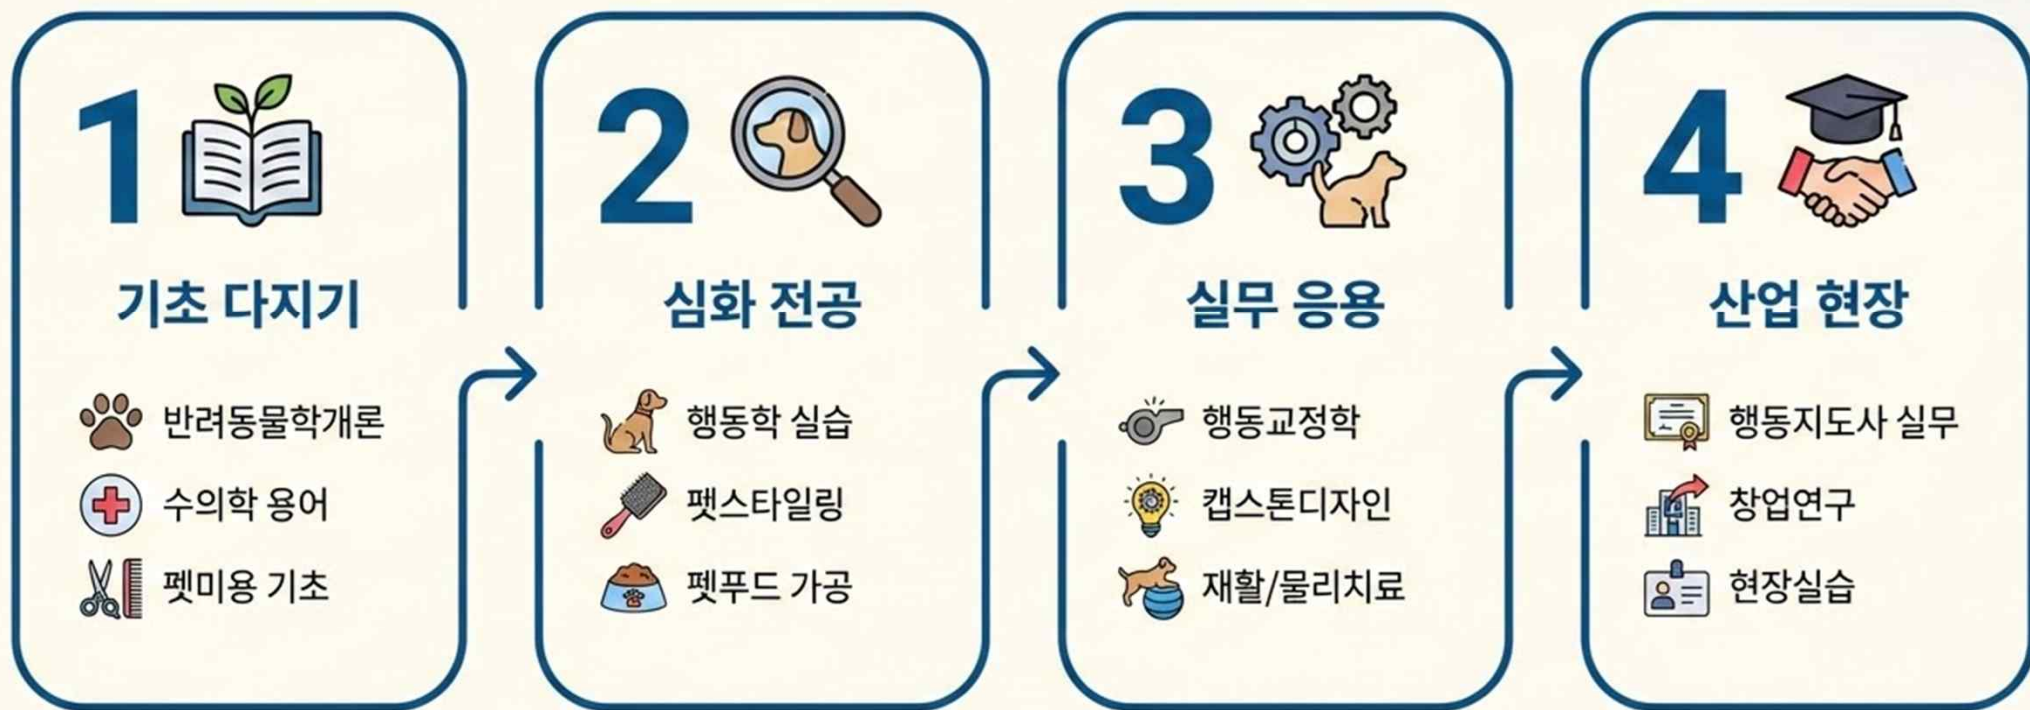 1
기초 다지기
반려동물학개론
수의학 용어
펫미용 기초
2
심화 전공
행동학 실습
펫스타일링
펫푸드 가공
3
실무 응용
행동교정학
캡스톤디자인
재활/물리치료
4
산업 현장
행동지도사 실무
창업연구
현장실습